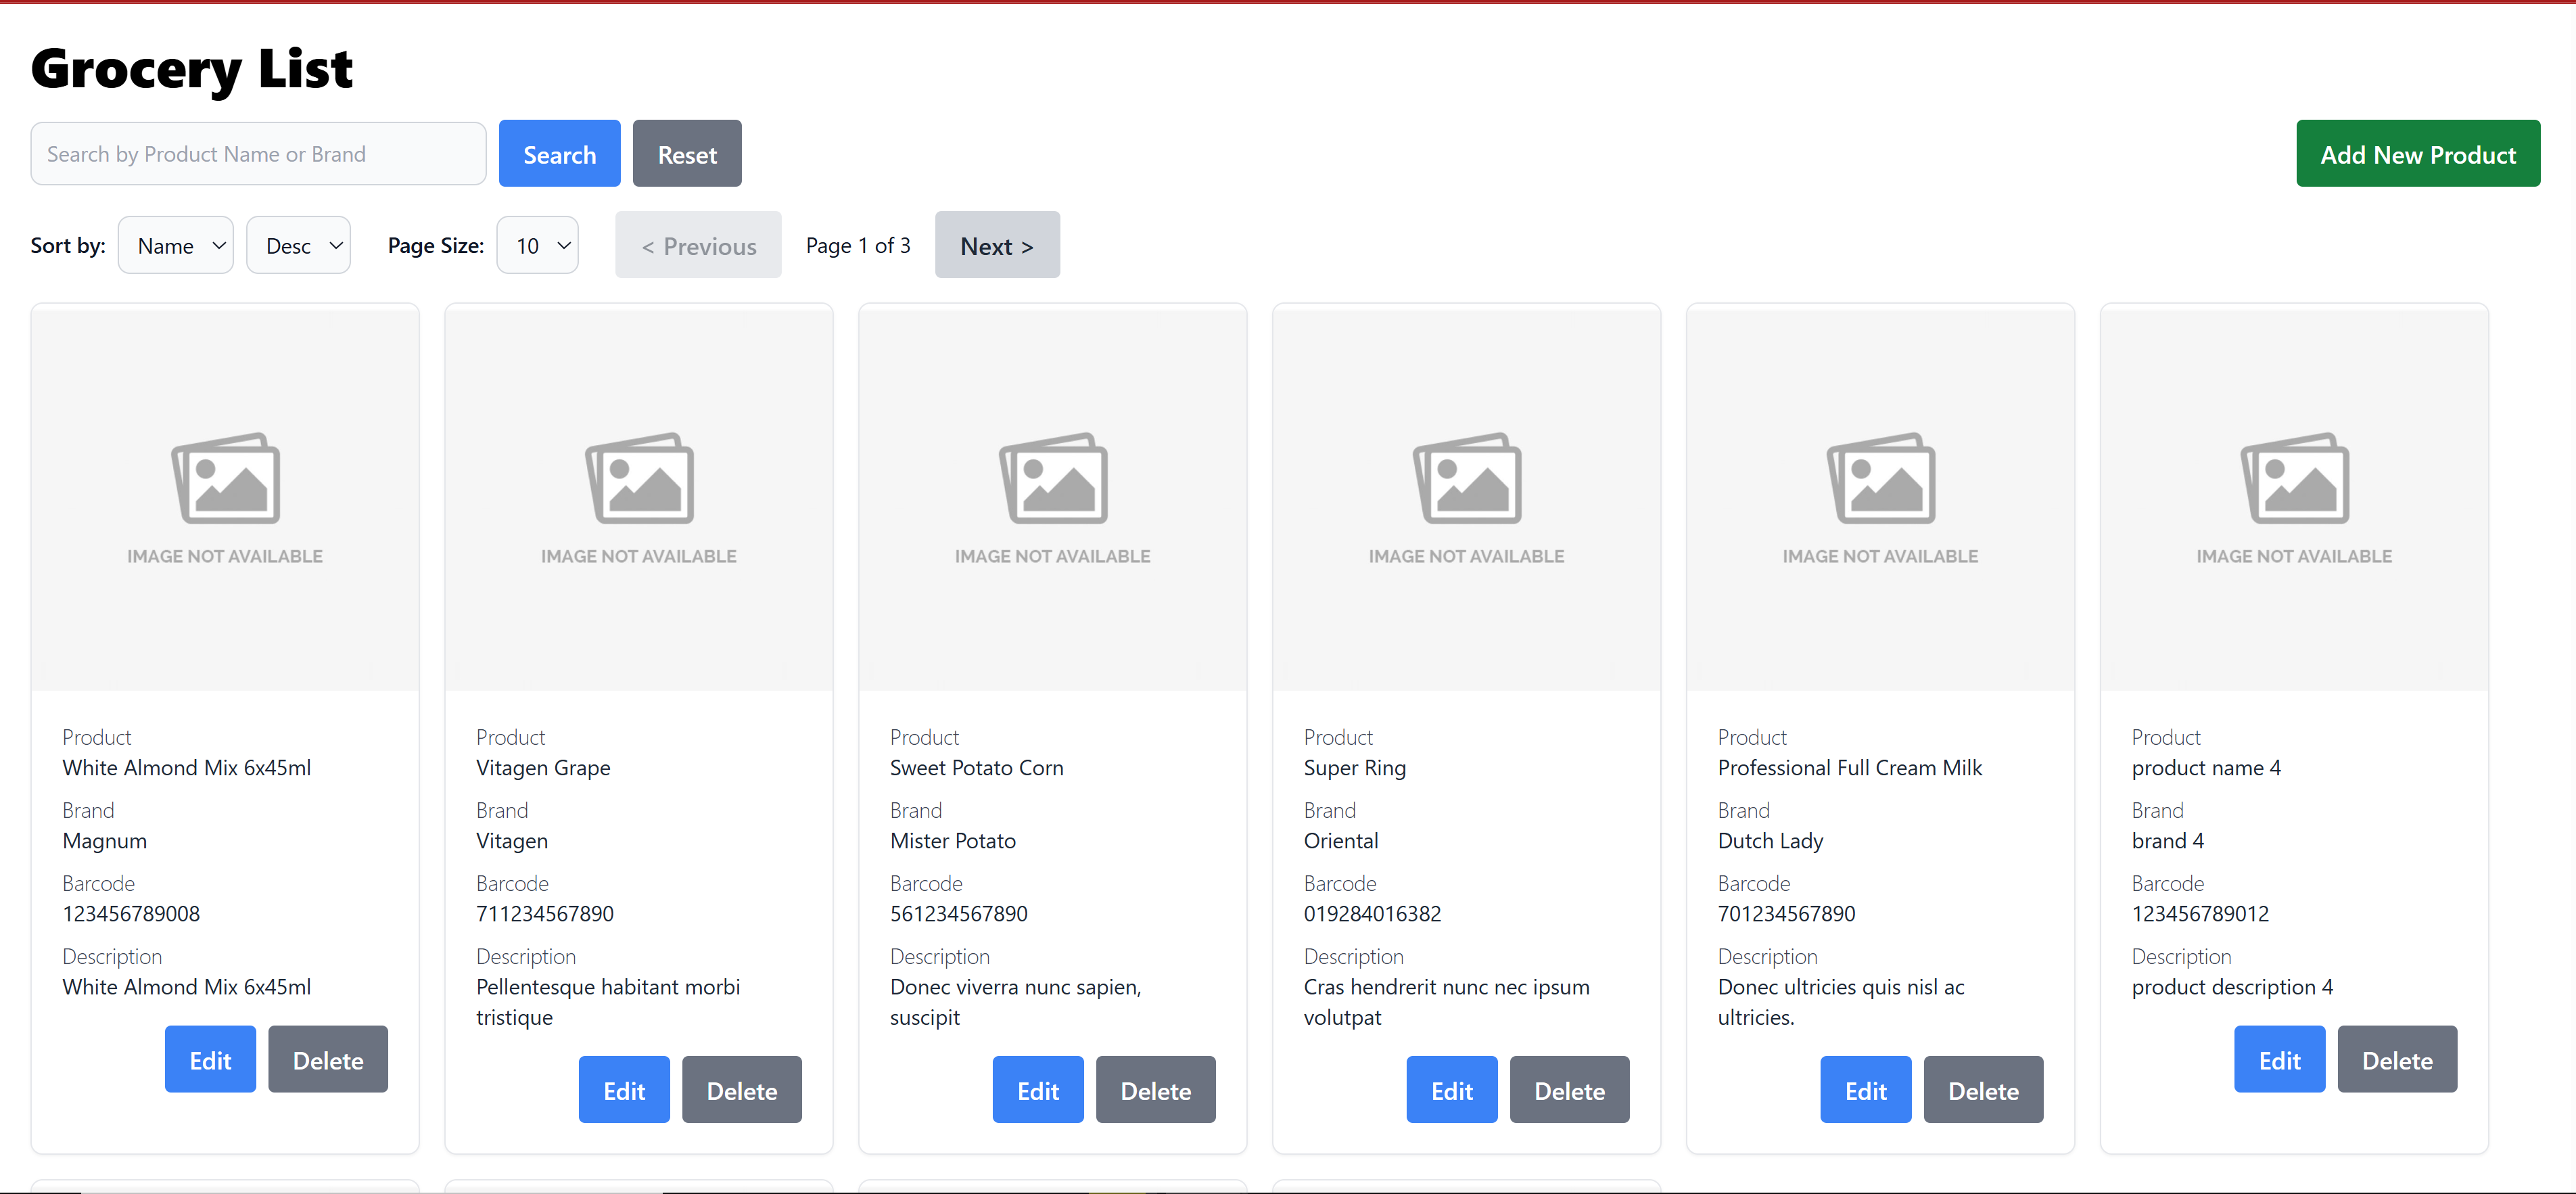 Grocery List
Search by Product Name or Brand
Search
Reset
Add New Product
Sort by:
Name
Desc
Page Size:
10
< Previous
Page 1 of 3
Next >
IMAGE NOT AVAILABLE
Product
White Almond Mix 6x45ml
Brand
Magnum
Barcode
123456789008
Description
White Almond Mix 6x45ml
Edit
Delete
IMAGE NOT AVAILABLE
Product
Vitagen Grape
Brand
Vitagen
Barcode
711234567890
Description
Pellentesque habitant morbi
tristique
Edit
Delete
IMAGE NOT AVAILABLE
Product
Sweet Potato Corn
Brand
Mister Potato
Barcode
561234567890
Description
Donec viverra nunc sapien,
suscipit
Edit
Delete
IMAGE NOT AVAILABLE
Product
Super Ring
Brand
Oriental
Barcode
019284016382
Description
Cras hendrerit nunc nec ipsum
volutpat
Edit
Delete
IMAGE NOT AVAILABLE
Product
Professional Full Cream Milk
Brand
Dutch Lady
Barcode
701234567890
Description
Donec ultricies quis nisl ac
ultricies.
Edit
Delete
IMAGE NOT AVAILABLE
Product
product name 4
Brand
brand 4
Barcode
123456789012
Description
product description 4
Edit
Delete